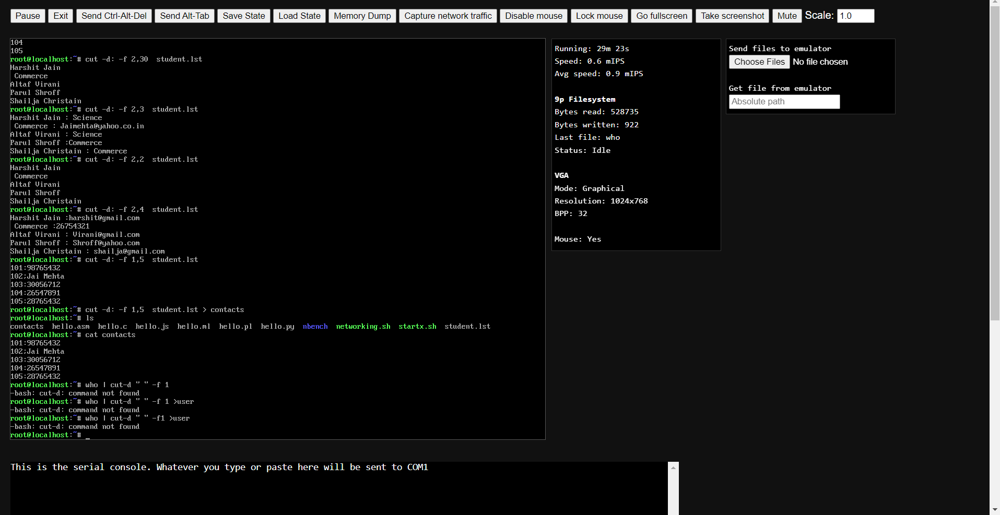 Pause Exit Send Ctrl-Alt-Del Send Alt-Tab Save State Load State Memory Dump Capture network traffic Disable mouse Lock mouse Go fullscreen Take screenshot Mute Scale: 1.0
104
105
root@localhost:~# cut -d: -f 2,30  student.lst
Harshit Jain
 Commerce
Altaf Virani
Parul Shroff
Shailja Christain
root@localhost:~# cut -d: -f 2,3  student.lst
Harshit Jain : Science
 Commerce : Jaimehta@yahoo.co.in
Altaf Virani : Science
Parul Shroff :Commerce
Shailja Christain : Commerce
root@localhost:~# cut -d: -f 2,2  student.lst
Harshit Jain
 Commerce
Altaf Virani
Parul Shroff
Shailja Christain
root@localhost:~# cut -d: -f 2,4  student.lst
Harshit Jain :harshit@gmail.com
 Commerce :26754321
Altaf Virani : Virani@gmail.com
Parul Shroff : Shroff@yahoo.com
Shailja Christain : shailja@gmail.com
root@localhost:~# cut -d: -f 1,5  student.lst
101:98765432
102;Jai Mehta
103:30056712
104:26547891
105:28765432
root@localhost:~# cut -d: -f 1,5  student.lst > contacts
root@localhost:~# ls
contacts  hello.asm  hello.c  hello.js  hello.ml  hello.pl  hello.py  nbench  networking.sh  startx.sh  student.lst
root@localhost:~# cat contacts
101:98765432
102;Jai Mehta
103:30056712
104:26547891
105:28765432
root@localhost:~# who | cut-d " " -f 1
-bash: cut-d: command not found
root@localhost:~# who | cut-d " " -f 1 >user
-bash: cut-d: command not found
root@localhost:~# who | cut-d " " -f1 >user
-bash: cut-d: command not found
root@localhost:~# _
Running: 29m 23s
Speed: 0.6 mIPS
Avg speed: 0.9 mIPS
9p Filesystem
Bytes read: 528735
Bytes written: 922
Last file: who
Status: Idle
VGA
Mode: Graphical
Resolution: 1024x768
BPP: 32
Mouse: Yes
Send files to emulator
Choose Files No file chosen
Get file from emulator
Absolute path
This is the serial console. Whatever you type or paste here will be sent to COM1